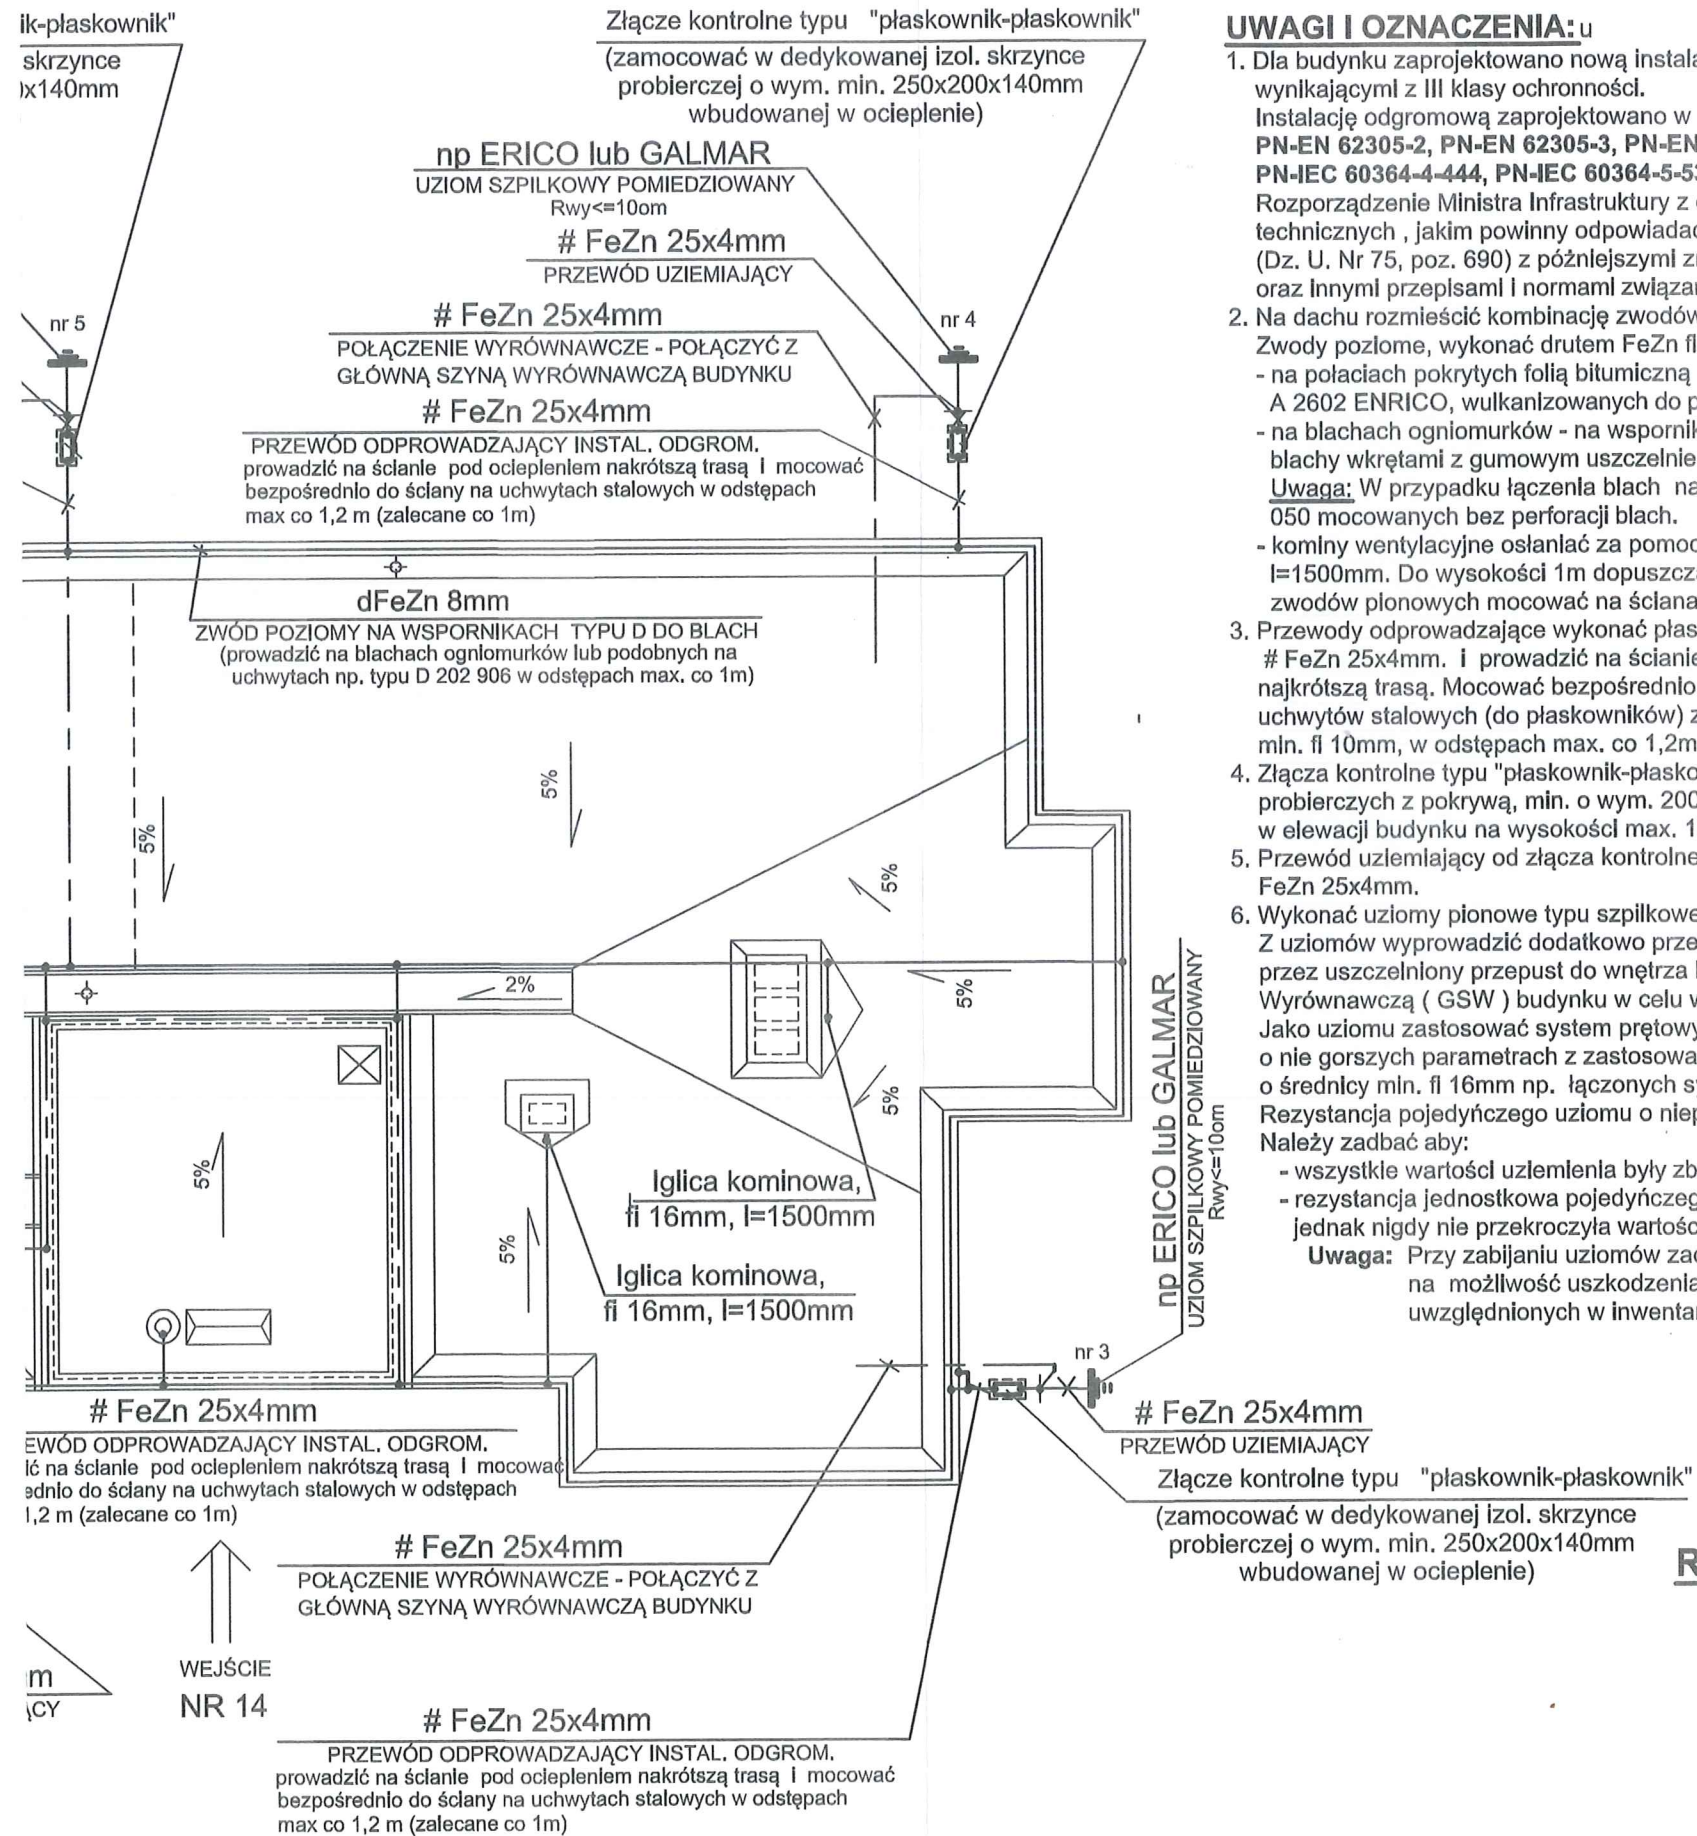 ik-płaskownik"
skrzynce
x140mm
Złącze kontrolne typu "płaskownik-płaskownik"
(zamocować w dedykowanej izol. skrzynce
probierczej o wym. min. 250x200x140mm
wbudowanej w ocieplenie)
np ERICO lub GALMAR
UZIOM SZPILKOWY POMIEDZIOWANY
Rwy<=10om
# FeZn 25x4mm
PRZEWÓD UZIEMIAJĄCY
# FeZn 25x4mm
POŁĄCZENIE WYRÓWNAWCZE - POŁĄCZYĆ Z
GŁÓWNĄ SZYNĄ WYRÓWNAWCZĄ BUDYNKU
# FeZn 25x4mm
PRZEWÓD ODPROWADZAJĄCY INSTAL. ODGROM.
prowadzić na ścianie pod ociepleniem nakrótszą trasą i mocować
bezpośrednio do ściany na uchwytach stalowych w odstępach
max co 1,2 m (zalecane co 1m)
nr 5
nr 4
dFeZn 8mm
ZWÓD POZIOMY NA WSPORNIKACH TYPU D DO BLACH
(prowadzić na blachach ogniomurków lub podobnych na
uchwytach np. typu D 202 906 w odstępach max. co 1m)
5%
5%
5%
2%
5%
5%
5%
5%
Iglica kominowa,
fi 16mm, l=1500mm
Iglica kominowa,
fi 16mm, l=1500mm
np ERICO lub GALMAR
UZIOM SZPILKOWY POMIEDZIOWANY
Rwy<=10om
nr 3
# FeZn 25x4mm
PRZEWÓD UZIEMIAJĄCY
Złącze kontrolne typu "płaskownik-płaskownik"
(zamocować w dedykowanej izol. skrzynce
probierczej o wym. min. 250x200x140mm
wbudowanej w ocieplenie)
R
# FeZn 25x4mm
EWÓD ODPROWADZAJĄCY INSTAL. ODGROM.
ić na ścianie pod ociepleniem nakrótszą trasą i mocować
ednio do ściany na uchwytach stalowych w odstępach
1,2 m (zalecane co 1m)
# FeZn 25x4mm
POŁĄCZENIE WYRÓWNAWCZE - POŁĄCZYĆ Z
GŁÓWNĄ SZYNĄ WYRÓWNAWCZĄ BUDYNKU
m
ĄCY
WEJŚCIE
NR 14
# FeZn 25x4mm
PRZEWÓD ODPROWADZAJĄCY INSTAL. ODGROM.
prowadzić na ścianie pod ociepleniem nakrótszą trasą i mocować
bezpośrednio do ściany na uchwytach stalowych w odstępach
max co 1,2 m (zalecane co 1m)
UWAGI I OZNACZENIA: u
1. Dla budynku zaprojektowano nową instala
wynikającymi z III klasy ochronności.
Instalację odgromową zaprojektowano w
PN-EN 62305-2, PN-EN 62305-3, PN-EN
PN-IEC 60364-4-444, PN-IEC 60364-5-53
Rozporządzenie Ministra Infrastruktury z
technicznych , jakim powinny odpowiadać
(Dz. U. Nr 75, poz. 690) z póżniejszymi z
oraz innymi przepisami i normami związa
2. Na dachu rozmieścić kombinację zwodów
Zwody poziome, wykonać drutem FeZn fi
- na połaciach pokrytych folią bitumiczną
A 2602 ENRICO, wulkanizowanych do p
- na blachach ogniomurków - na wspornik
blachy wkrętami z gumowym uszczelnie
Uwaga: W przypadku łączenia blach na
050 mocowanych bez perforacji blach.
- kominy wentylacyjne osłaniać za pomoc
l=1500mm. Do wysokości 1m dopuszcza
zwodów pionowych mocować na ściana
3. Przewody odprowadzające wykonać płas
# FeZn 25x4mm. i prowadzić na ścianie
najkrótszą trasą. Mocować bezpośrednio
uchwytów stalowych (do płaskowników) z
min. fi 10mm, w odstępach max. co 1,2m
4. Złącza kontrolne typu "płaskownik-płasko
probierczych z pokrywą, min. o wym. 200
w elewacji budynku na wysokości max. 1
5. Przewód uziemiający od złącza kontrolne
FeZn 25x4mm.
6. Wykonać uziomy pionowe typu szpilkowe
Z uziomów wyprowadzić dodatkowo prze
przez uszczelniony przepust do wnętrza
Wyrównawczą ( GSW ) budynku w celu w
Jako uziomu zastosować system prętowy
o nie gorszych parametrach z zastosowa
o średnicy min. fi 16mm np. łączonych s
Rezystancja pojedyńczego uziomu o niep
Należy zadbać aby:
- wszystkie wartości uziemienia były zb
- rezystancja jednostkowa pojedyńczeg
jednak nigdy nie przekroczyła wartośc
Uwaga: Przy zabijaniu uziomów zac
na możliwość uszkodzenia
uwzględnionych w inwentar